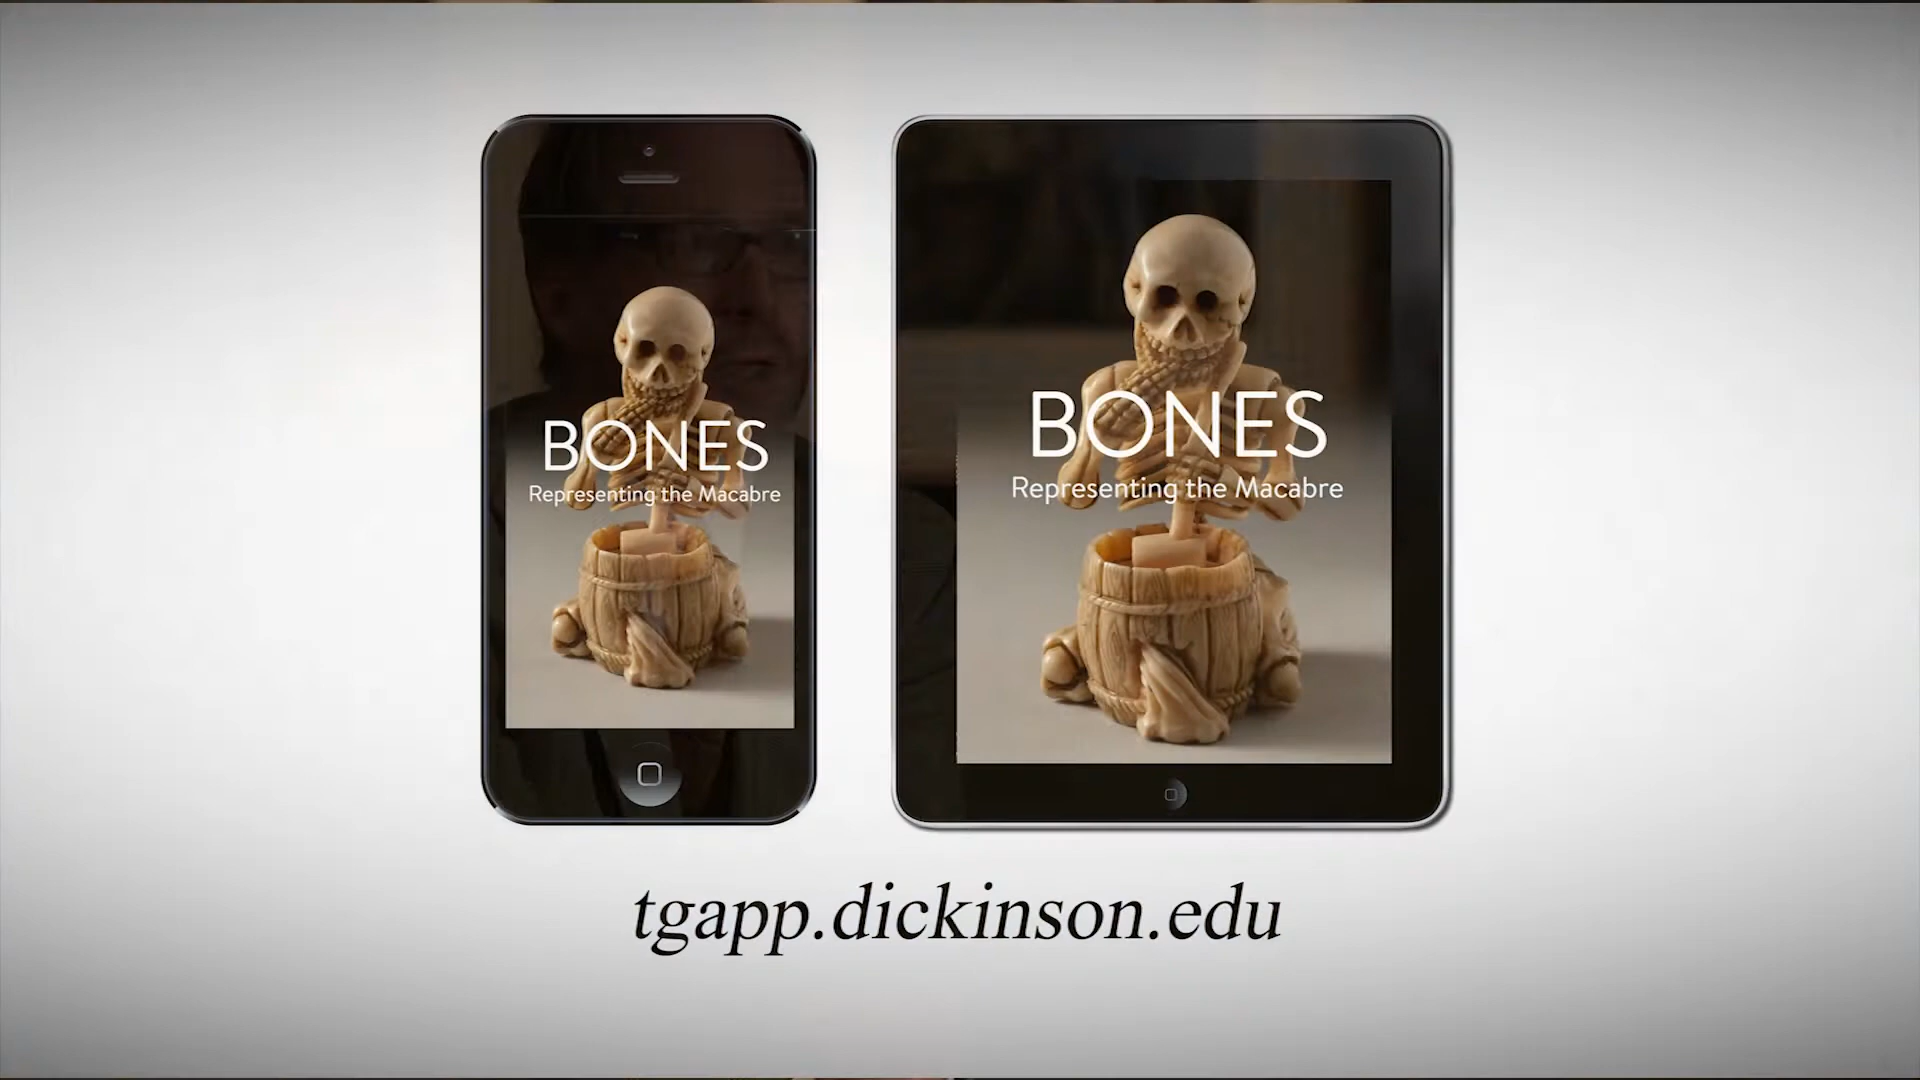 BONES
Representing the Macabre
BONES
Representing the Macabre
tgapp.dickinson.edu